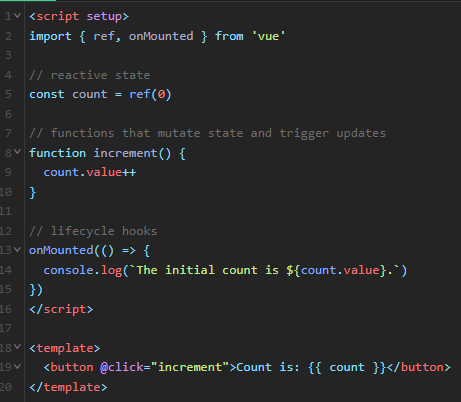 1 <script setup>
2 import { ref, onMounted } from 'vue'
3
4 // reactive state
5 const count = ref(0)
6
7 // functions that mutate state and trigger updates
8 function increment() {
9   count.value++
10 }
11
12 // lifecycle hooks
13 onMounted(() => {
14   console.log(`The initial count is ${count.value}.`)
15 })
16 </script>
17
18 <template>
19   <button @click="increment">Count is: {{ count }}</button>
20 </template>